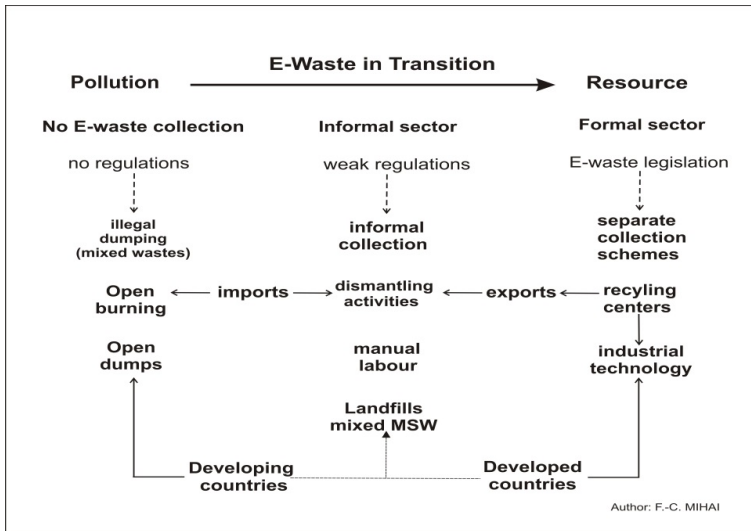 E-Waste in Transition
Pollution
Resource
No E-waste collection
Informal sector
Formal sector
no regulations
weak regulations
E-waste legislation
illegal
dumping
(mixed wastes)
informal
collection
separate
collection
schemes
Open
burning
imports
dismantling
activities
exports
recyling
centers
Open
dumps
manual
labour
industrial
technology
Landfills
mixed MSW
Developing
countries
Developed
countries
Author: F.-C. MIHAI